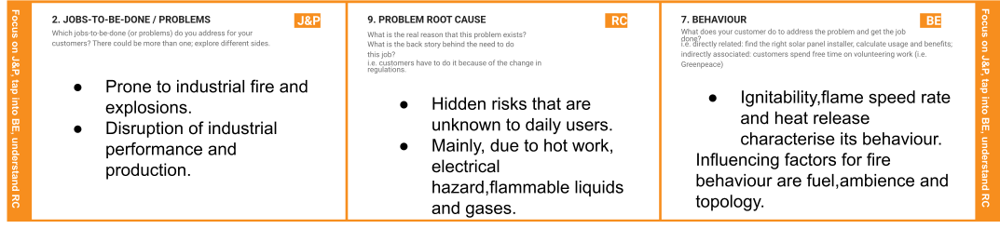 Focus on J&P, tap into BE, understand RC
2. JOBS-TO-BE-DONE / PROBLEMS
J&P
Which jobs-to-be-done (or problems) do you address for your
customers? There could be more than one; explore different sides.
● Prone to industrial fire and
explosions.
● Disruption of industrial
performance and
production.
9. PROBLEM ROOT CAUSE
RC
What is the real reason that this problem exists?
What is the back story behind the need to do
this job?
i.e. customers have to do it because of the change in
regulations.
● Hidden risks that are
unknown to daily users.
● Mainly, due to hot work,
electrical
hazard,flammable liquids
and gases.
7. BEHAVIOUR
BE
What does your customer do to address the problem and get the job
done?
i.e. directly related: find the right solar panel installer, calculate usage and benefits;
indirectly associated: customers spend free time on volunteering work (i.e.
Greenpeace)
● Ignitability,flame speed rate
and heat release
characterise its behaviour.
Influencing factors for fire
behaviour are fuel,ambience and
topology.
Focus on J&P, tap into BE, understand RC